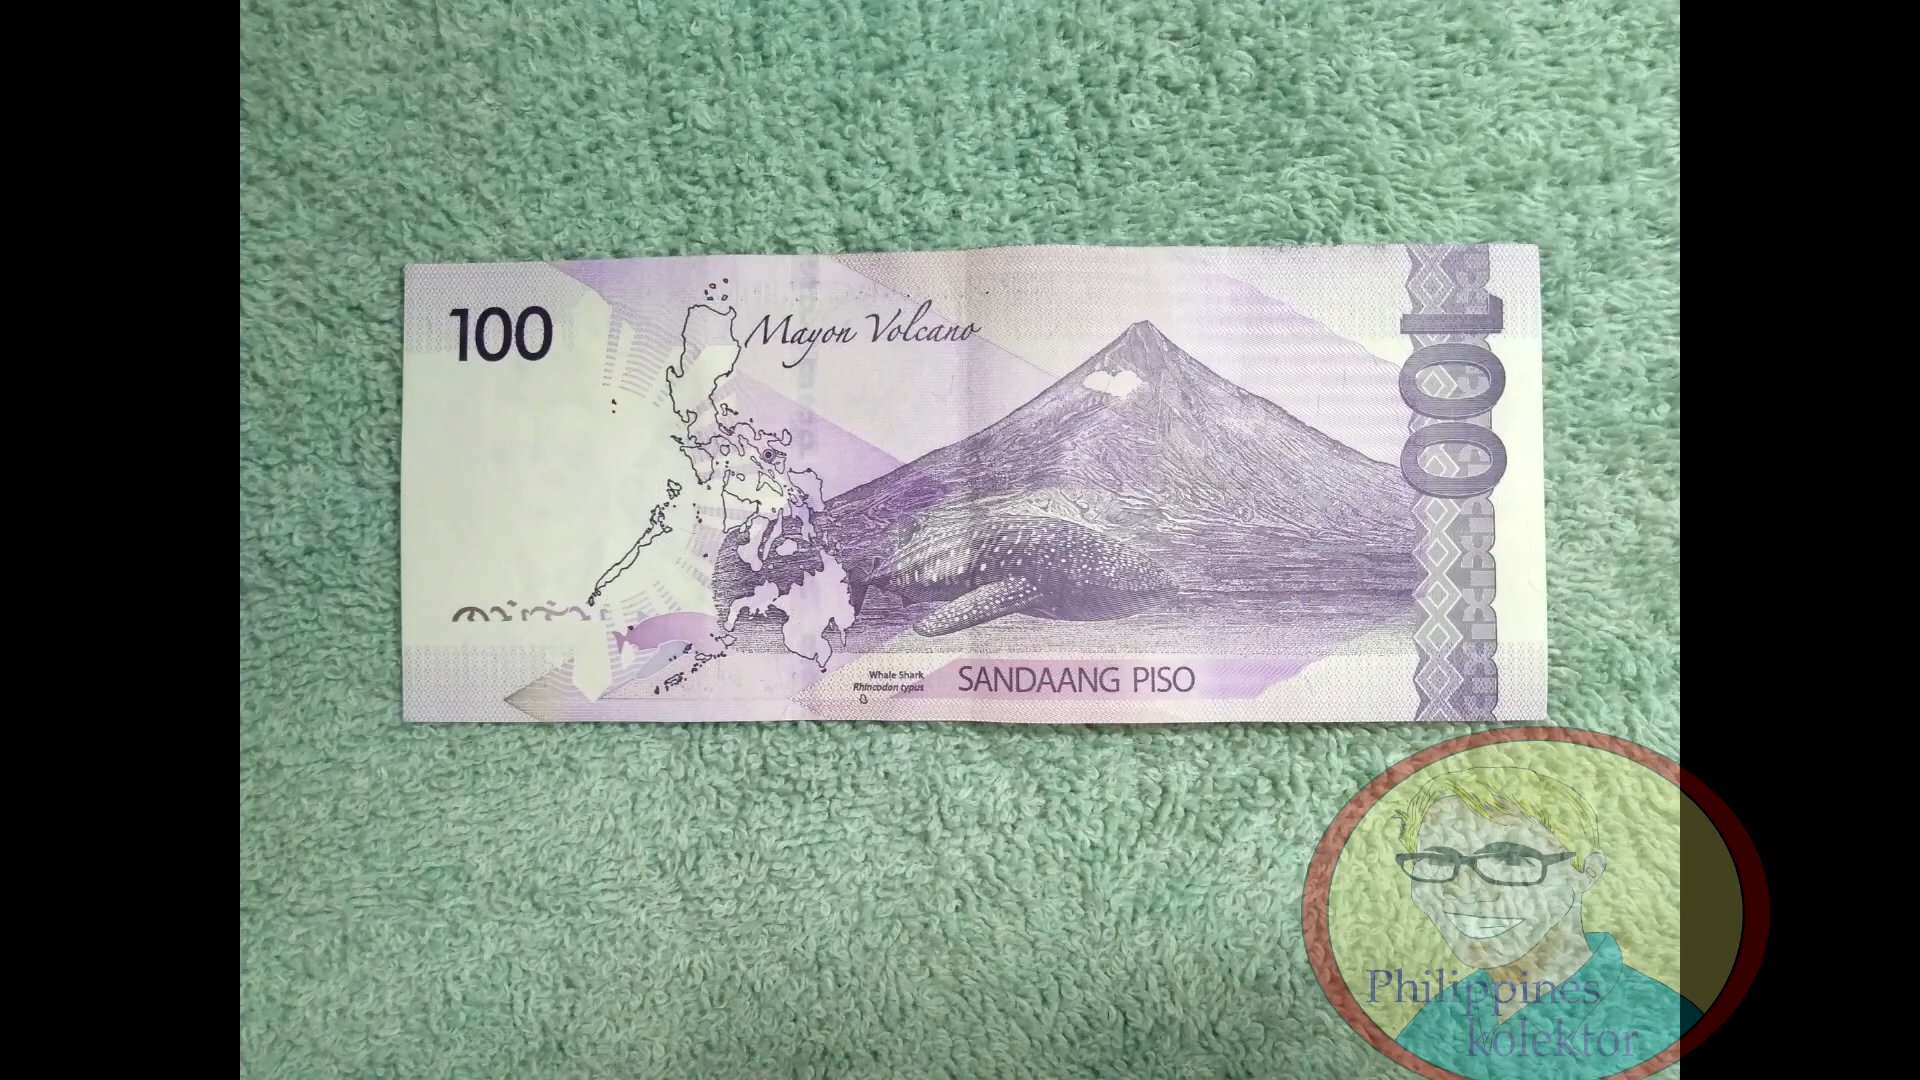 100
Mayon Volcano
100
Whale Shark
Rhincodon typus
SANDAANG PISO
Philippines
kolektor